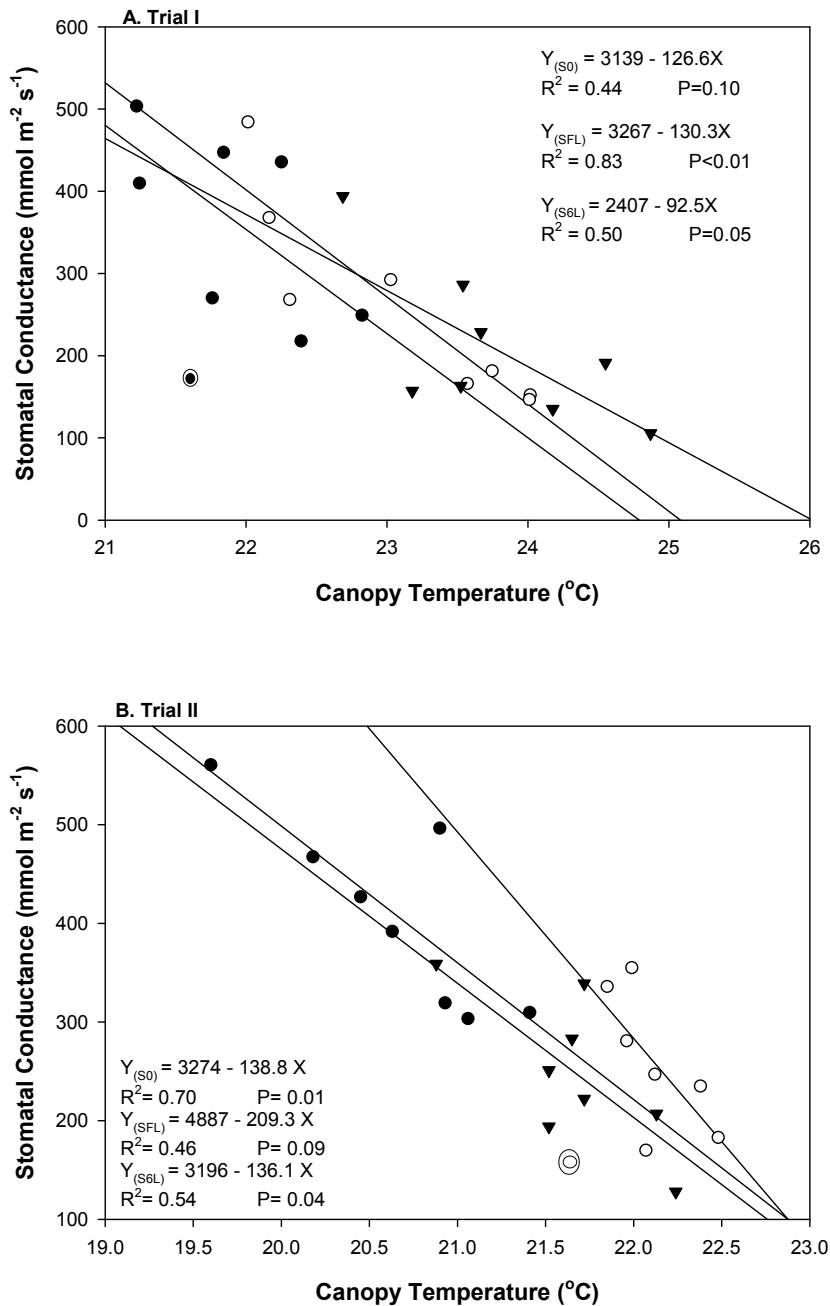 A. Trial I
600
500
400
300
200
100
0
Stomatal Conductance (mmol m⁻² s⁻¹)
Y(S0) = 3139 - 126.6X
R² = 0.44 P=0.10
Y(SFL) = 3267 - 130.3X
R² = 0.83 P<0.01
Y(S6L) = 2407 - 92.5X
R² = 0.50 P=0.05
21 22 23 24 25 26
Canopy Temperature (°C)
B. Trial II
600
500
400
300
200
100
Stomatal Conductance (mmol m⁻² s⁻¹)
Y(S0) = 3274 - 138.8 X
R²= 0.70 P= 0.01
Y(SFL) = 4887 - 209.3 X
R²= 0.46 P= 0.09
Y(S6L) = 3196 - 136.1 X
R²= 0.54 P= 0.04
19.0 19.5 20.0 20.5 21.0 21.5 22.0 22.5 23.0
Canopy Temperature (°C)